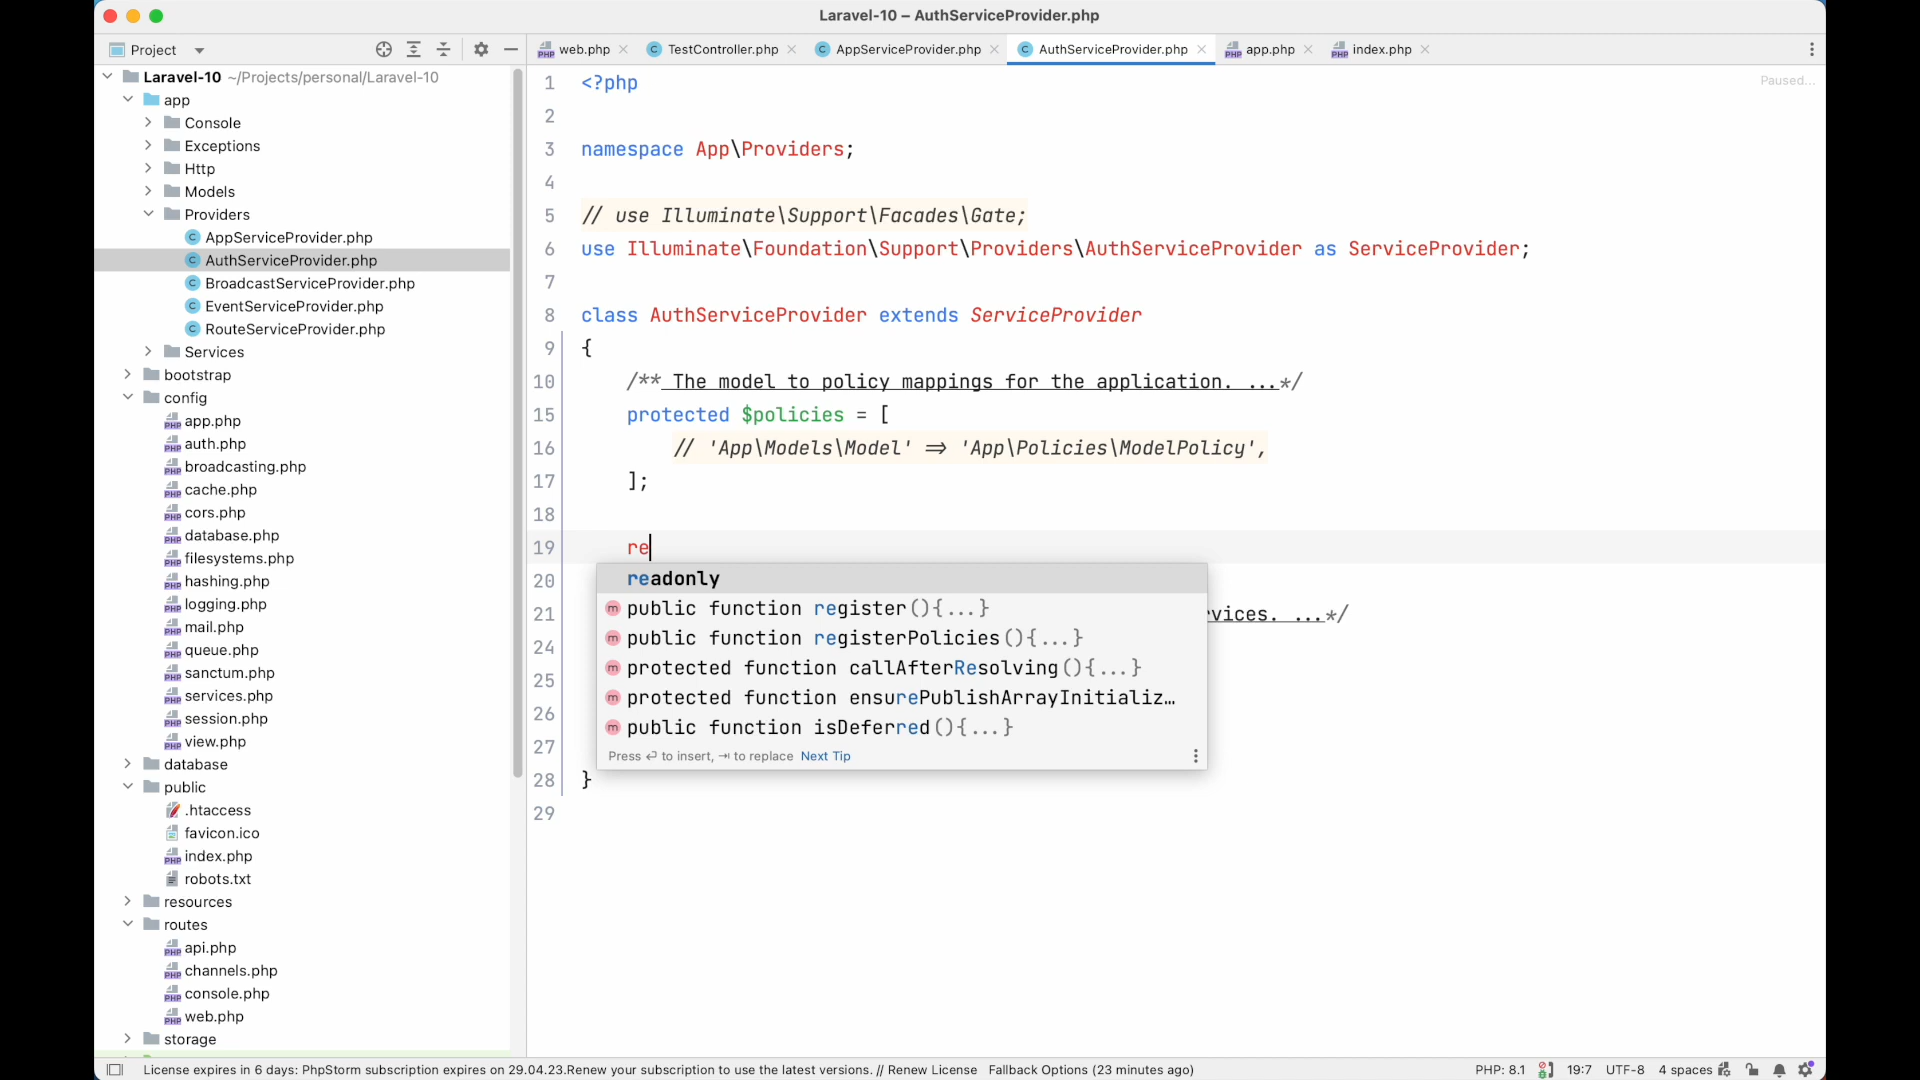 Laravel-10 – AuthServiceProvider.php
Project
web.php
TestController.php
AppServiceProvider.php
AuthServiceProvider.php
app.php
index.php
Laravel-10 ~/Projects/personal/Laravel-10
app
Console
Exceptions
Http
Models
Providers
AppServiceProvider.php
AuthServiceProvider.php
BroadcastServiceProvider.php
EventServiceProvider.php
RouteServiceProvider.php
Services
bootstrap
config
app.php
auth.php
broadcasting.php
cache.php
cors.php
database.php
filesystems.php
hashing.php
logging.php
mail.php
queue.php
sanctum.php
services.php
session.php
view.php
database
public
.htaccess
favicon.ico
index.php
robots.txt
resources
routes
api.php
channels.php
console.php
web.php
storage
Paused...
1 <?php
2
3 namespace App\Providers;
4
5 // use Illuminate\Support\Facades\Gate;
6 use Illuminate\Foundation\Support\Providers\AuthServiceProvider as ServiceProvider;
7
8 class AuthServiceProvider extends ServiceProvider
9 {
10 /** The model to policy mappings for the application. ...*/
15 protected $policies = [
16 // 'App\Models\Model' => 'App\Policies\ModelPolicy',
17 ];
18
19 re
20
21 vices. ...*/
24
25
26
27
28 }
29
readonly
public function register(){...}
public function registerPolicies(){...}
protected function callAfterResolving(){...}
protected function ensurePublishArrayInitializ…
public function isDeferred(){...}
Press ↵ to insert, ⇥ to replace Next Tip
License expires in 6 days: PhpStorm subscription expires on 29.04.23.Renew your subscription to use the latest versions. // Renew License Fallback Options (23 minutes ago)
PHP: 8.1 19:7 UTF-8 4 spaces